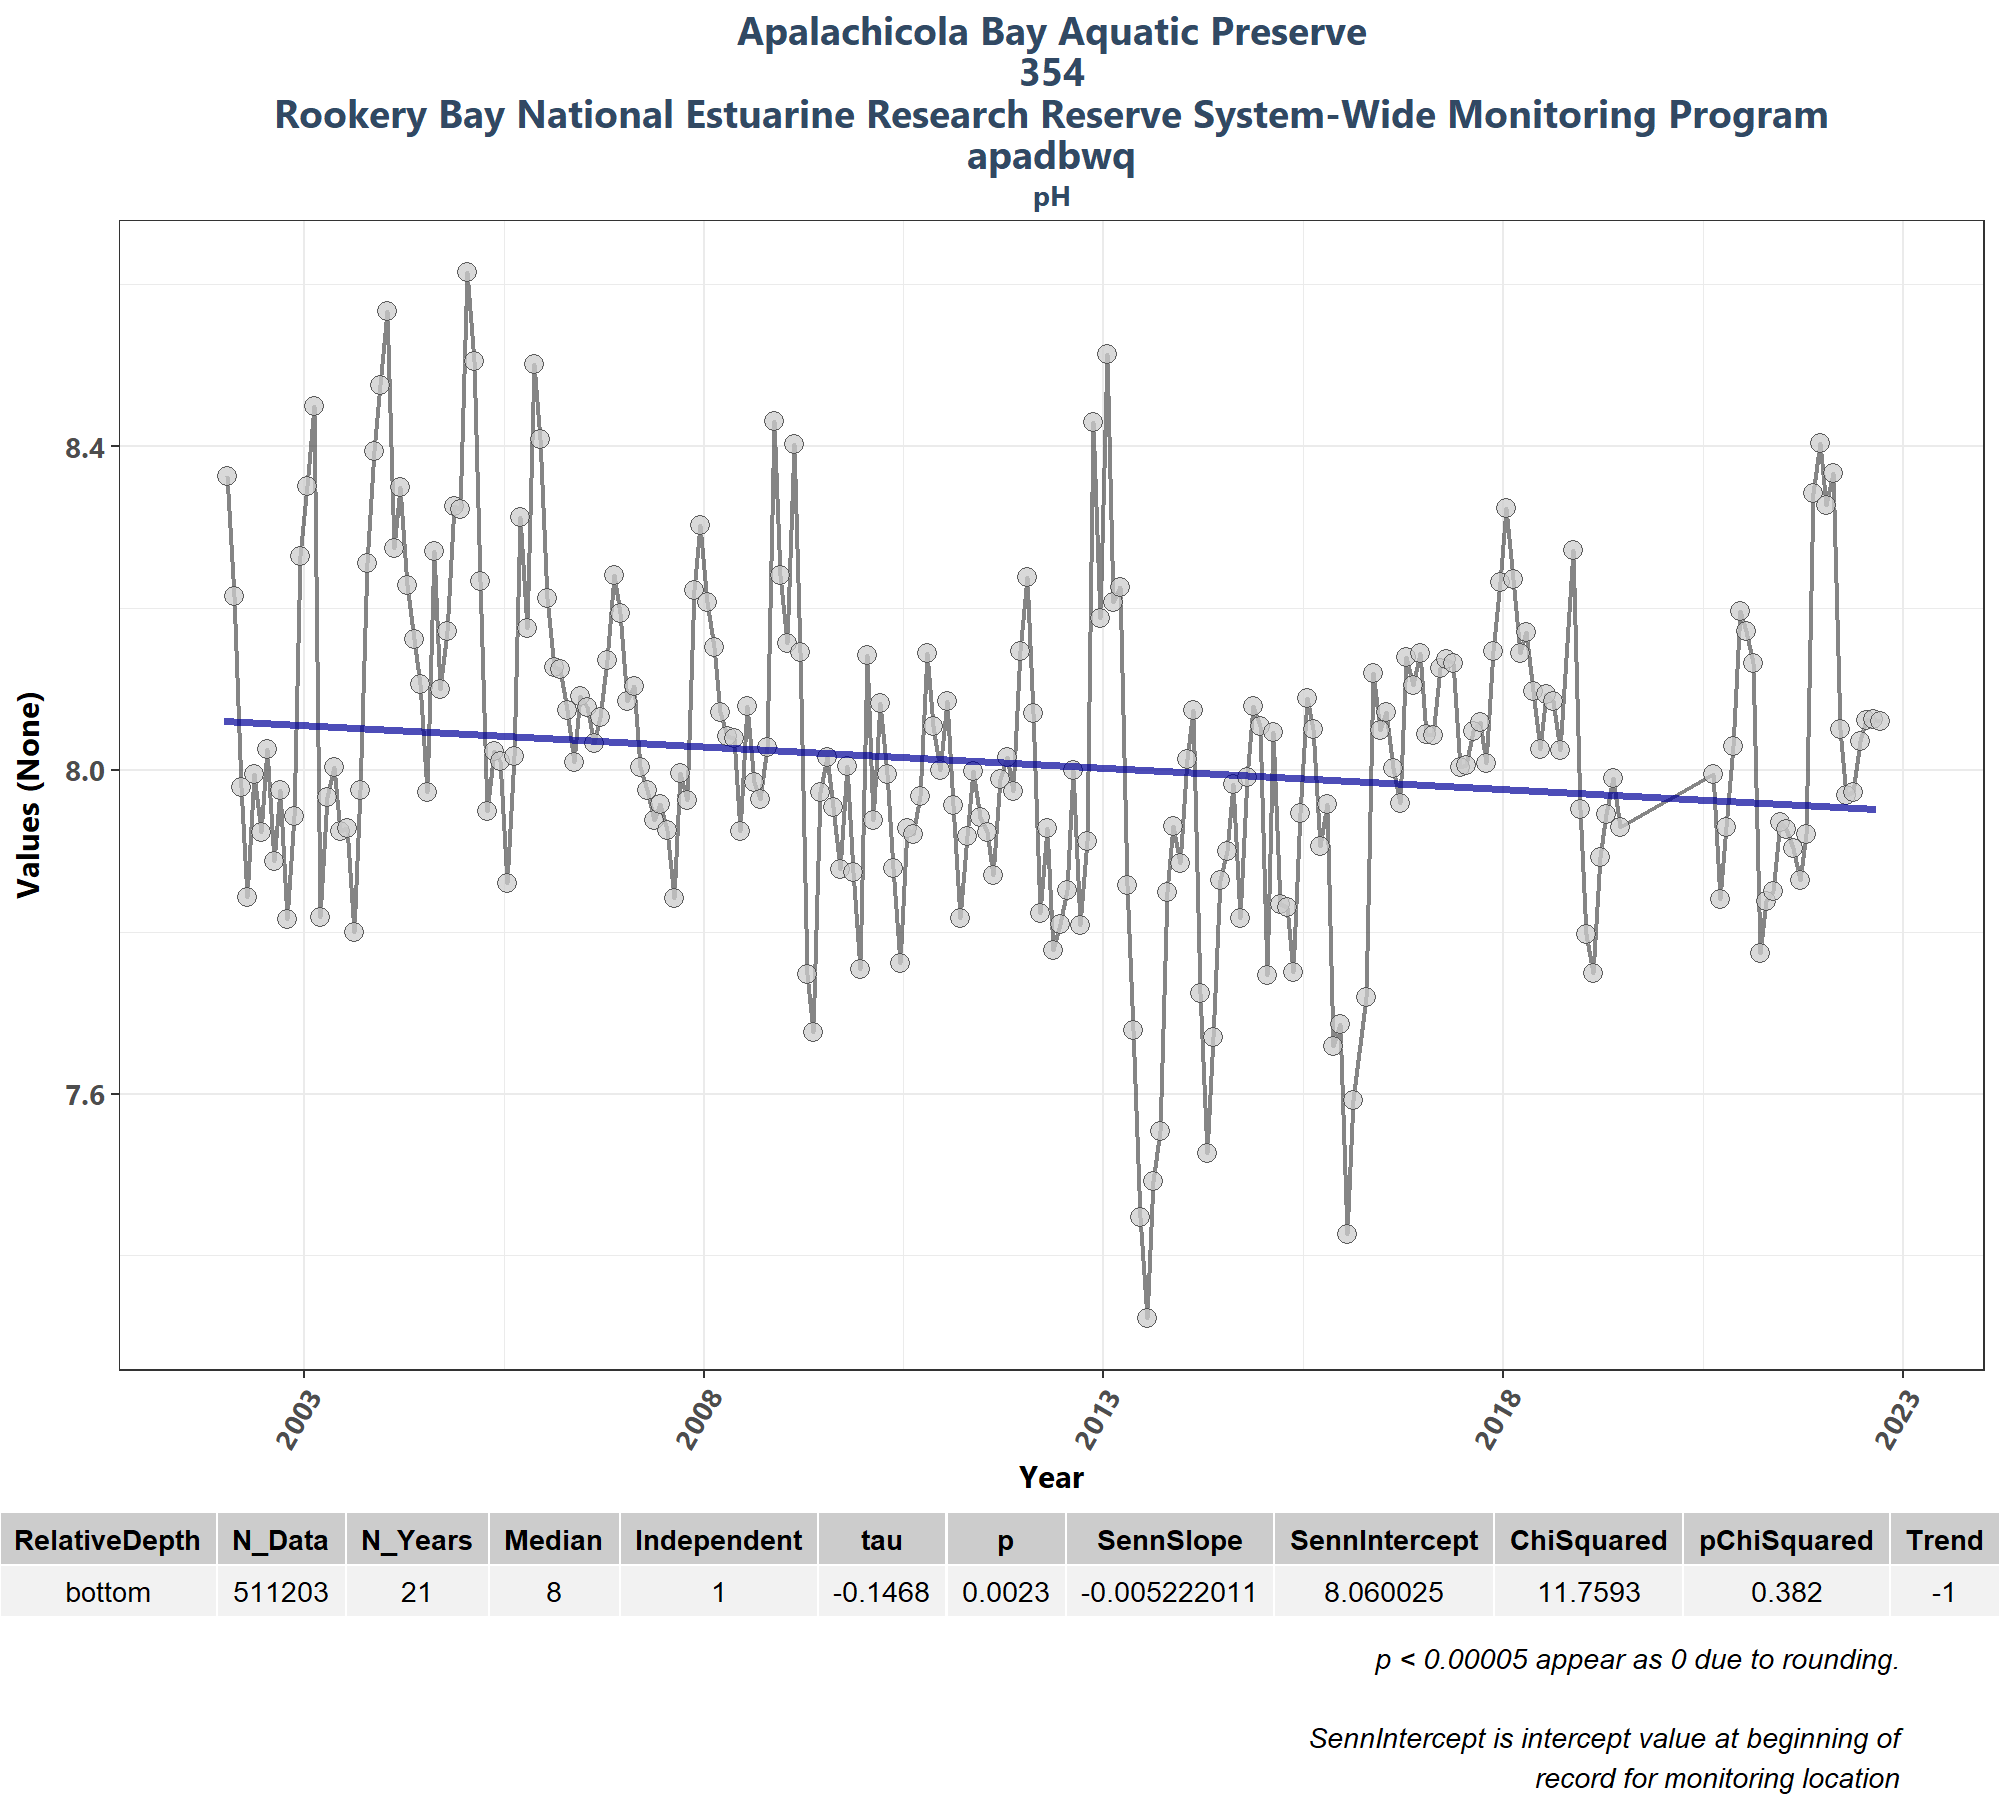 Apalachicola Bay Aquatic Preserve
354
Rookery Bay National Estuarine Research Reserve System-Wide Monitoring Program
apadbwq
pH
8.4
8.0
7.6
Values (None)
2003 2008 2013 2018 2023
Year
RelativeDepth N_Data N_Years Median Independent tau p SennSlope SennIntercept ChiSquared pChiSquared Trend
bottom 511203 21 8 1 -0.1468 0.0023 -0.005222011 8.060025 11.7593 0.382 -1
p < 0.00005 appear as 0 due to rounding.
SennIntercept is intercept value at beginning of
record for monitoring location